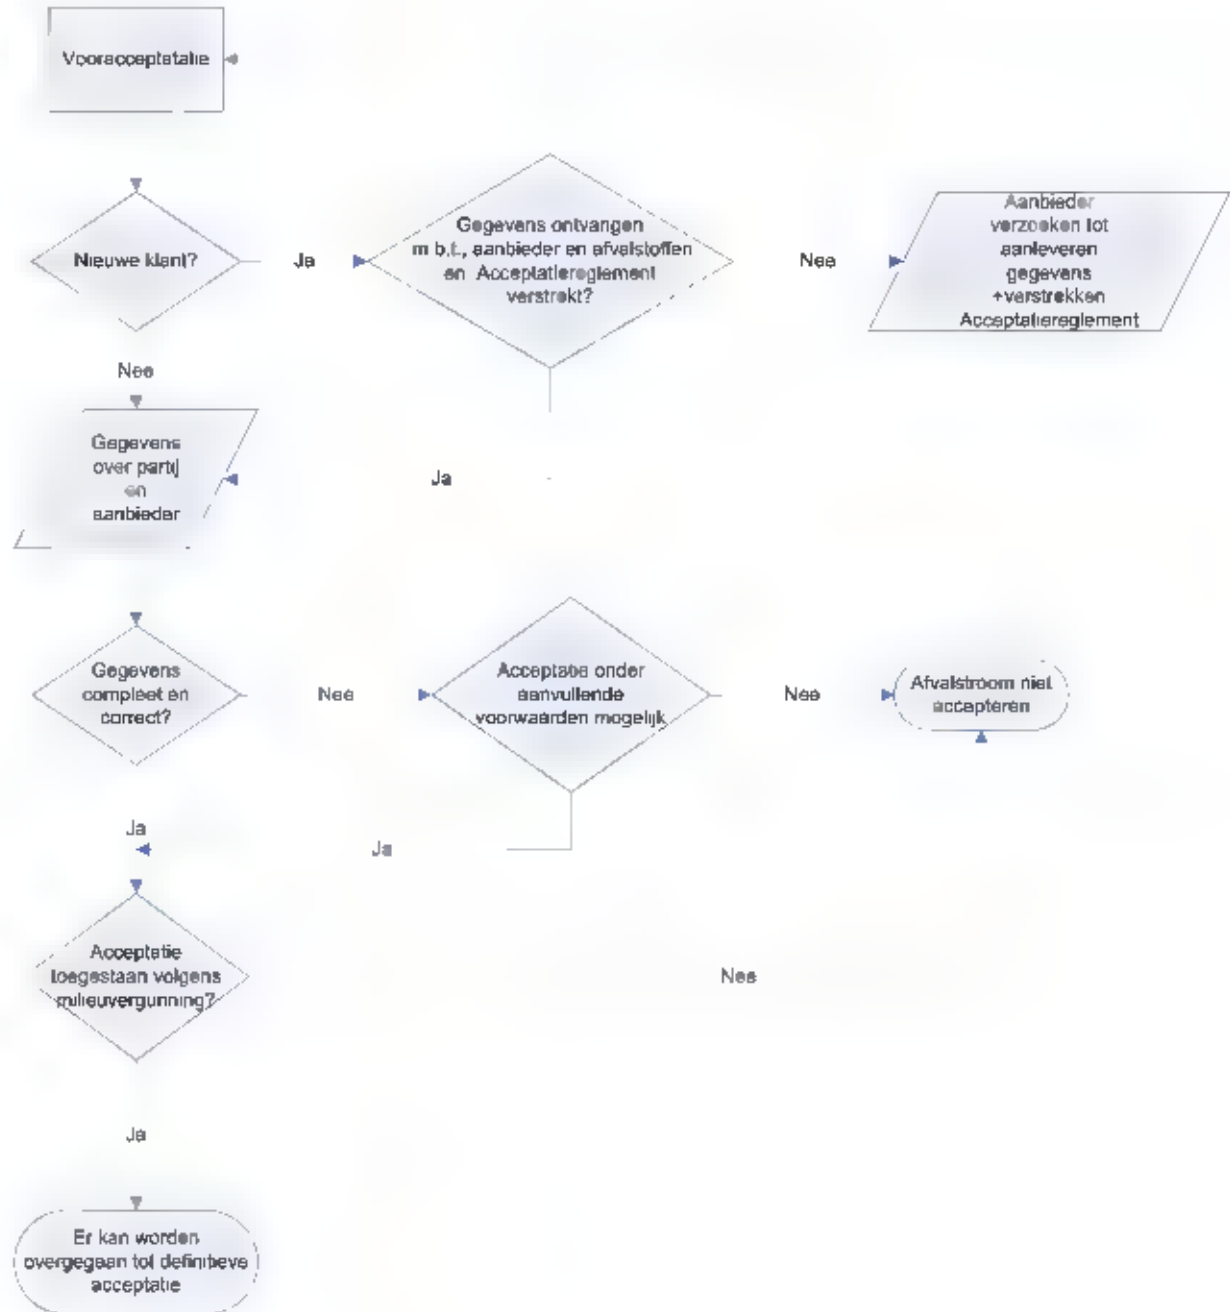 Vooracceptatatie
Nieuwe klant?
Ja
Gegevens ontvangen
m.b.t., aanbieder en afvalstoffen
en Acceptatiereglement
verstrekt?
Nee
Aanbieder
verzoeken tot
aanleveren
gegevens
+verstrekken
Acceptatiereglement
Nee
Gegevens
over partij
en
aanbieder
Ja
Gegevens
compleet en
correct?
Nee
Acceptatie onder
aanvullende
voorwaarden mogelijk
Nee
Afvalstroom niet
accepteren
Ja
Ja
Acceptatie
toegestaan volgens
milieuvergunning?
Nee
Ja
Er kan worden
overgegaan tot definitieve
acceptatie